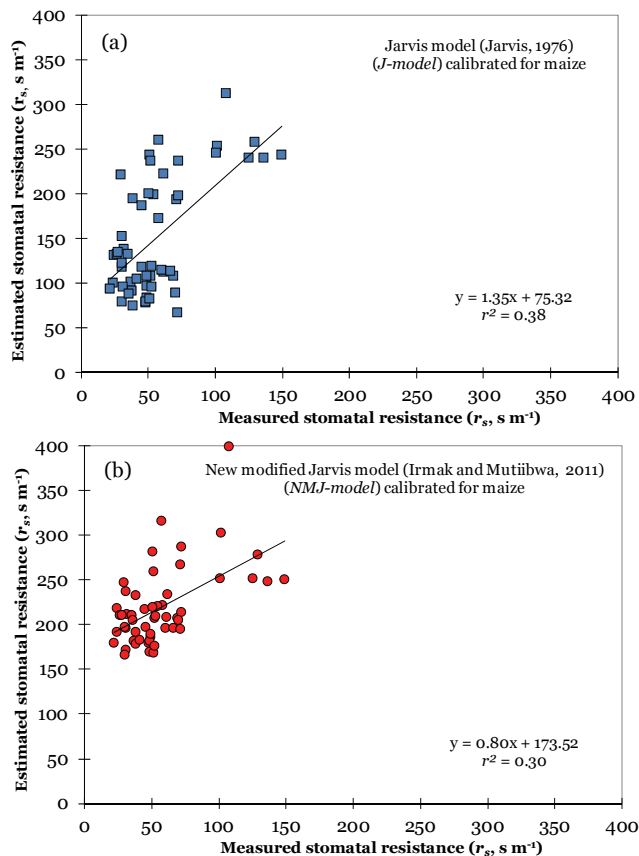 (a)
Jarvis model (Jarvis, 1976)
(J-model) calibrated for maize
Estimated stomatal resistance (rs, s m-1)
400
350
300
250
200
150
100
50
0
y = 1.35x + 75.32
r² = 0.38
0 50 100 150 200 250 300 350 400
Measured stomatal resistance (rs, s m-1)
(b)
New modified Jarvis model (Irmak and Mutiibwa, 2011)
(NMJ-model) calibrated for maize
Estimated stomatal resistance (rs, s m-1)
400
350
300
250
200
150
100
50
0
y = 0.80x + 173.52
r² = 0.30
0 50 100 150 200 250 300 350 400
Measured stomatal resistance (rs, s m-1)